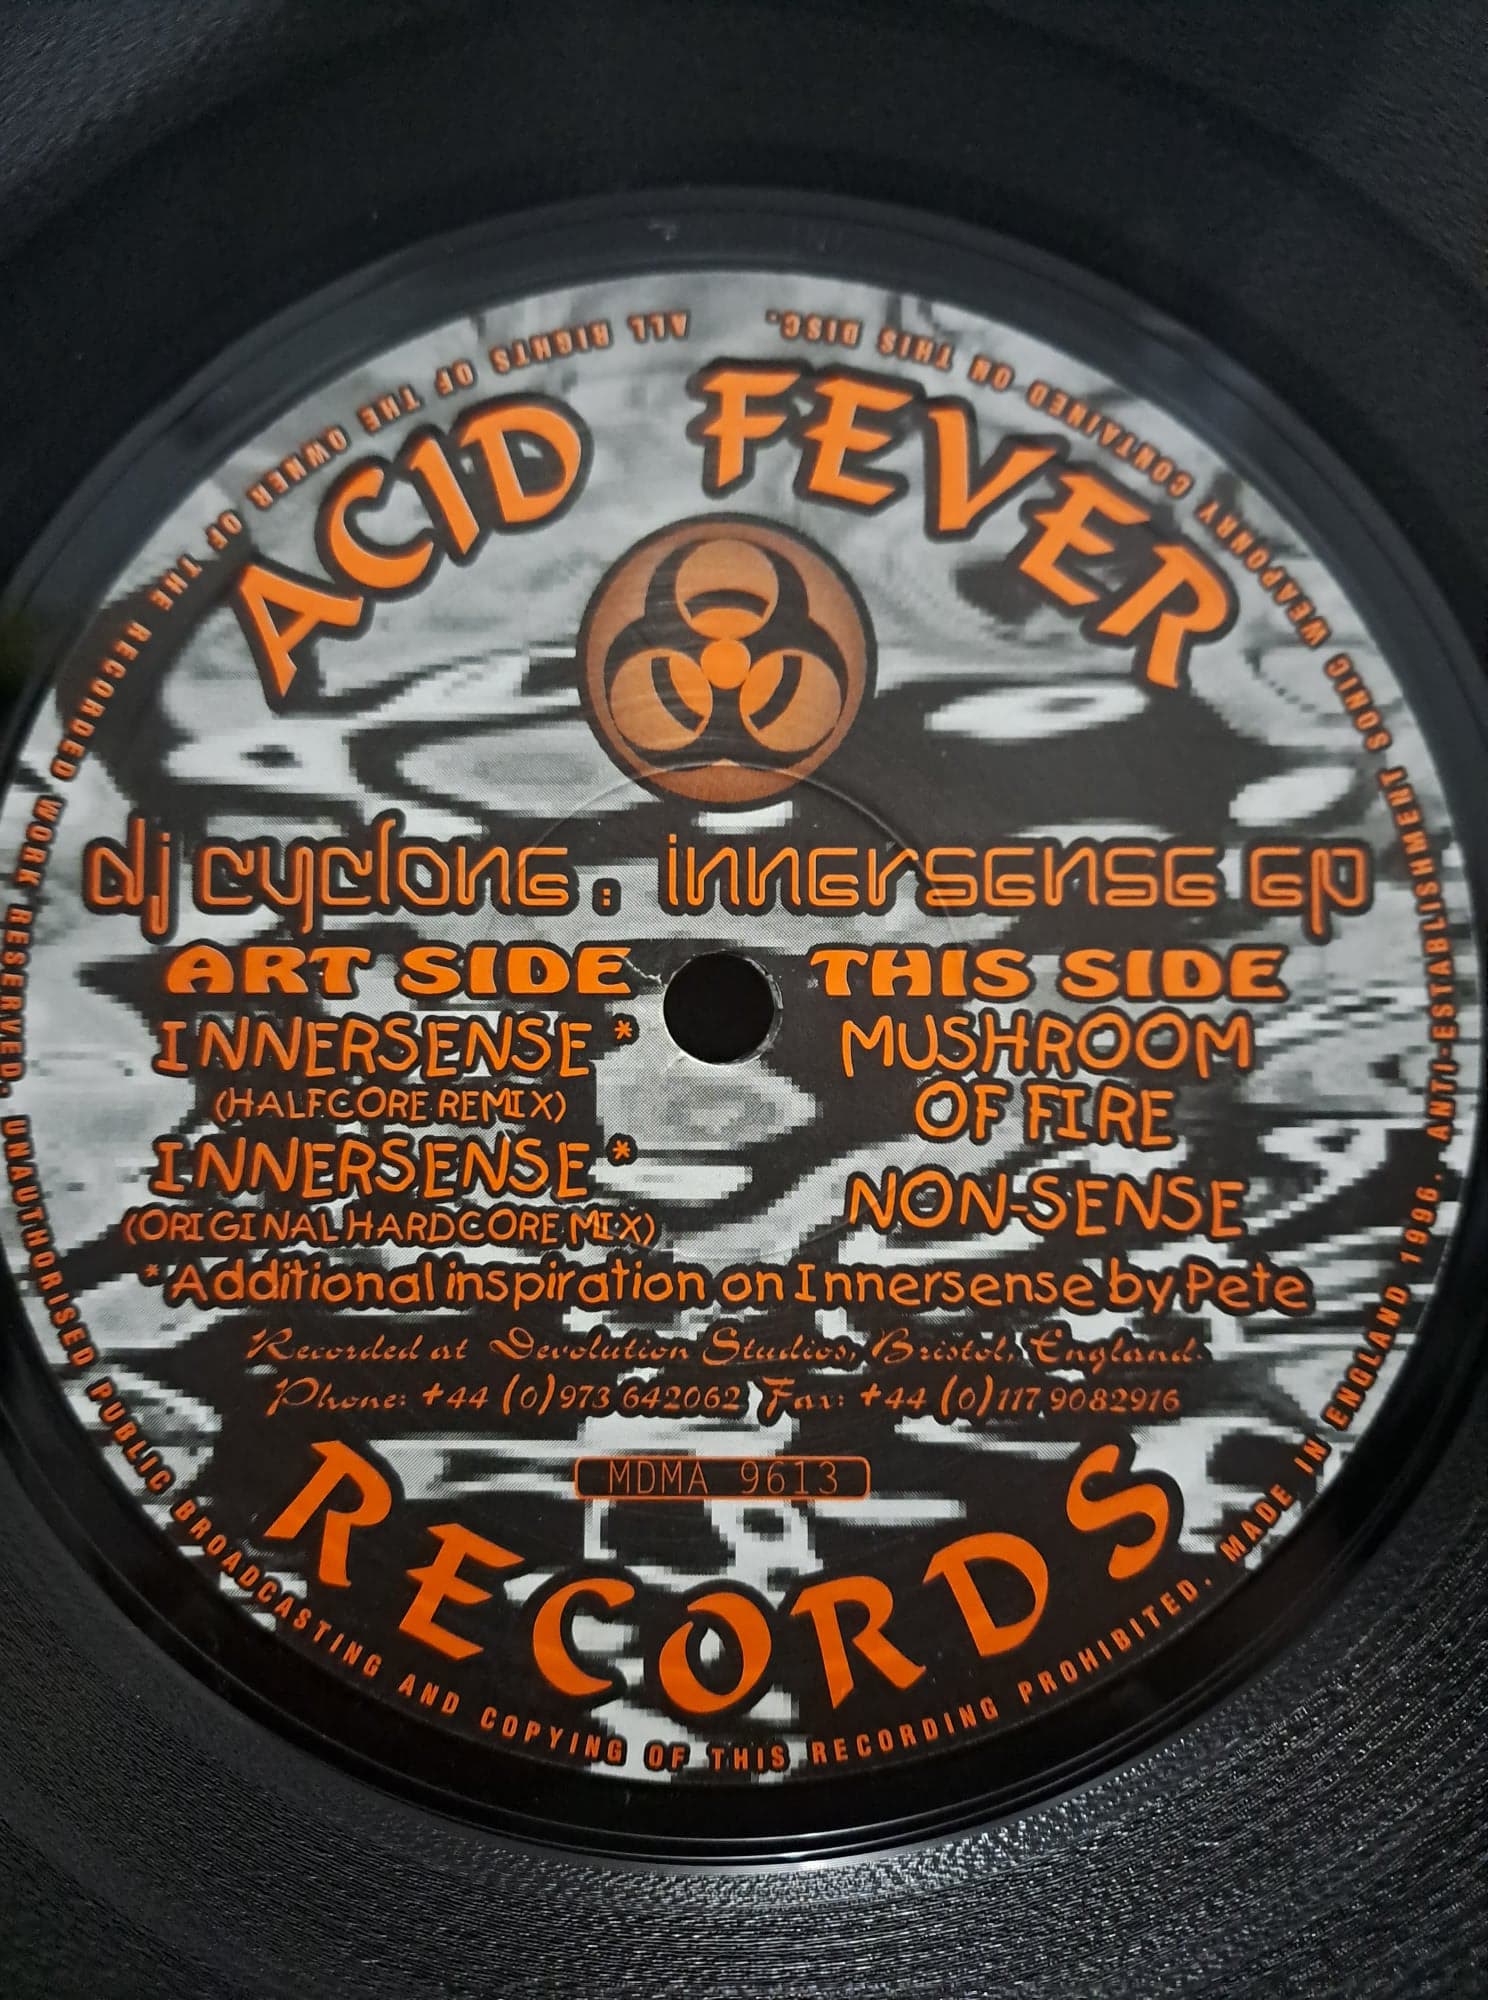 ALL RIGHTS OF THE OWNER OF THE RECORDED WORK RESERVED. UNAUTHORISED PUBLIC BROADCASTING AND COPYING OF THIS RECORDING PROHIBITED. MADE IN ENGLAND 1996. ANTI-ESTABLISHMENT SONIC WEAPONRY CONTAINED ON THIS DISC.
ACID FEVER
dj cyclone: innersense ep
ART SIDE
INNERSENSE *
(HALFCORE REMIX)
INNERSENSE *
(ORIGINAL HARDCORE MIX)
THIS SIDE
MUSHROOM
OF FIRE
NON-SENSE
* Additional inspiration on Innersense by Pete
Recorded at Devolution Studios, Bristol, England.
Phone: +44 (0)973 642062 Fax: +44 (0)117 9082916
MDMA 9613
RECORDS